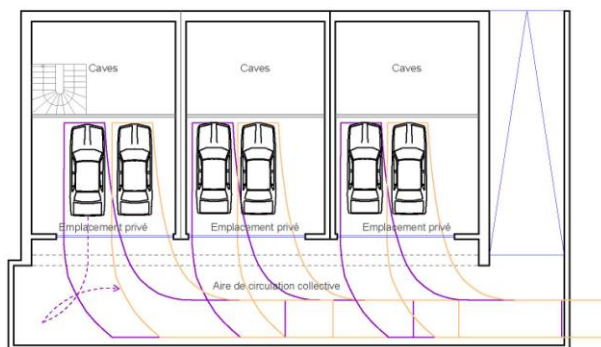 Caves
Caves
Caves
Emplacement privé
Emplacement privé
Emplacement privé
Aire de circulation collective